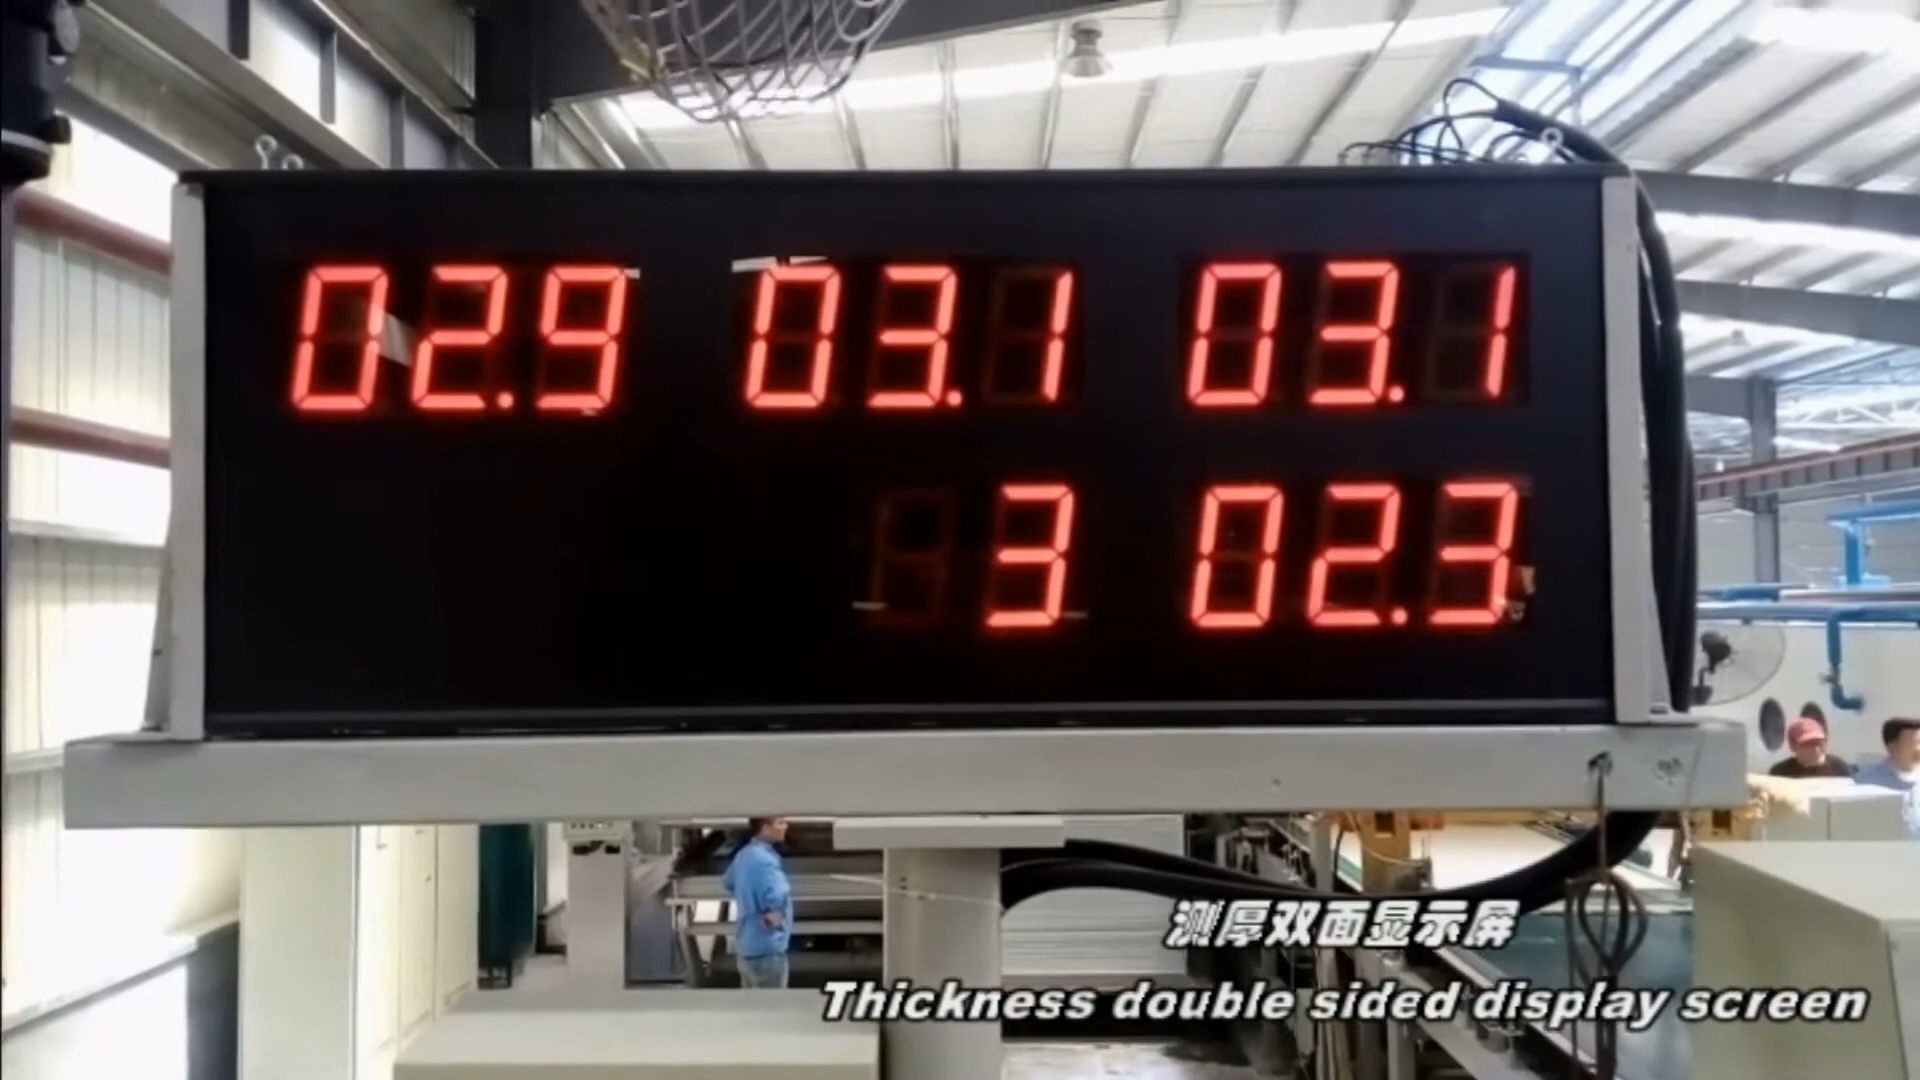 02.9 03.1 03.1
3 02.3
测厚双面显示屏
Thickness double sided display screen